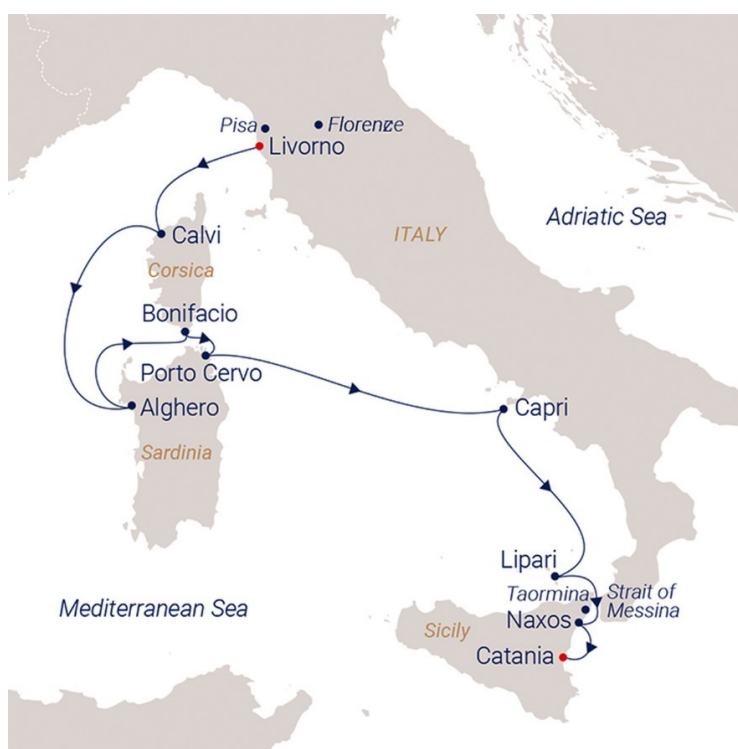 Pisa
Florenze
Livorno
ITALY
Adriatic Sea
Calvi
Corsica
Bonifacio
Porto Cervo
Alghero
Capri
Sardinia
Lipari
Taormina
Strait of
Messina
Mediterranean Sea
Naxos
Sicily
Catania